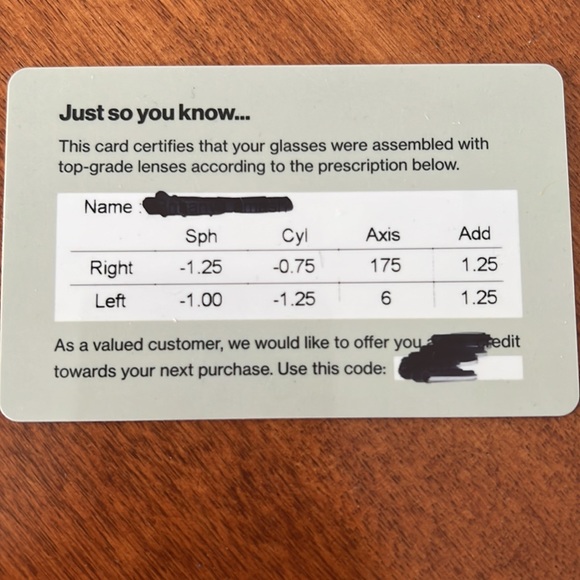 Just so you know...
This card certifies that your glasses were assembled with
top-grade lenses according to the prescription below.
Name :
Sph Cyl Axis Add
Right -1.25 -0.75 175 1.25
Left -1.00 -1.25 6 1.25
As a valued customer, we would like to offer you
towards your next purchase. Use this code: